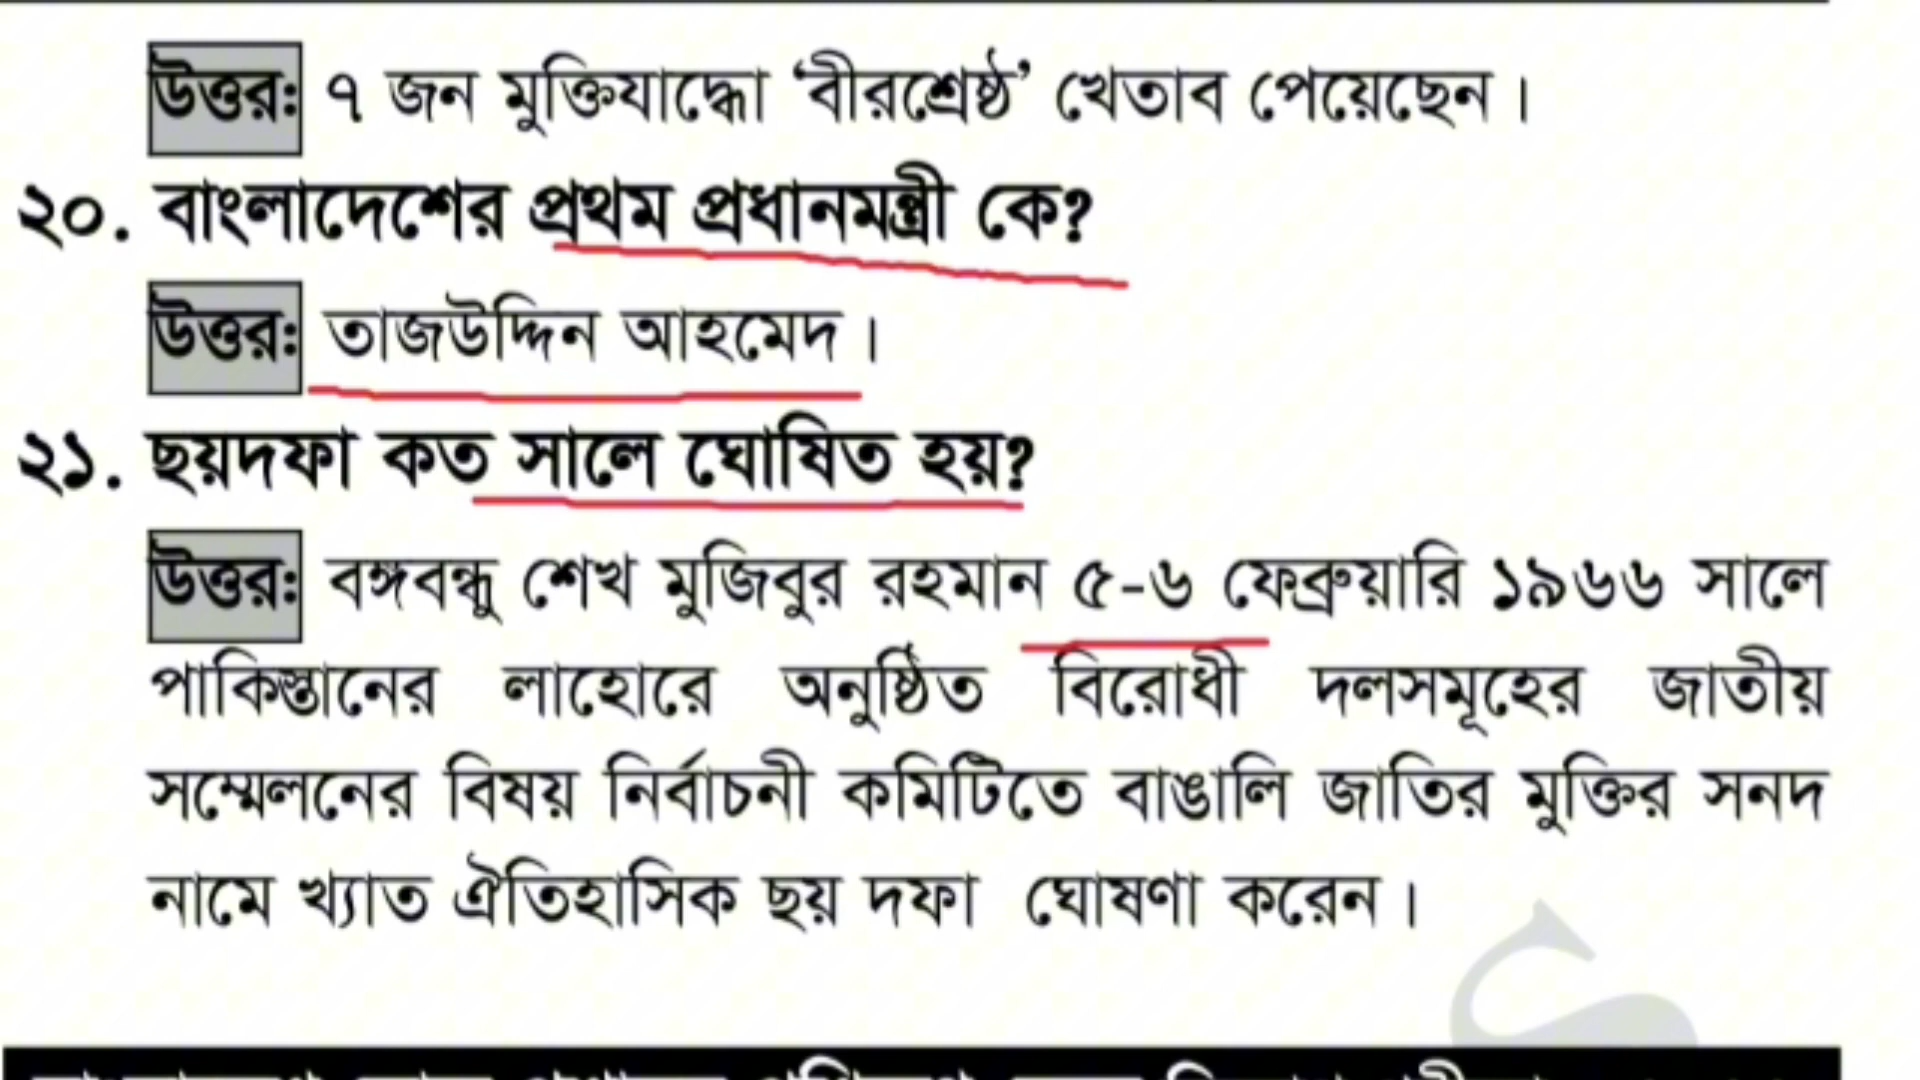 উত্তর: ৭ জন মুক্তিযাদ্ধো ‘বীরশ্রেষ্ঠ’ খেতাব পেয়েছেন।
২০. বাংলাদেশের প্রথম প্রধানমন্ত্রী কে?
উত্তর: তাজউদ্দিন আহমেদ।
২১. ছয়দফা কত সালে ঘোষিত হয়?
উত্তর: বঙ্গবন্ধু শেখ মুজিবুর রহমান ৫-৬ ফেব্রুয়ারি ১৯৬৬ সালে
পাকিস্তানের লাহোরে অনুষ্ঠিত বিরোধী দলসমূহের জাতীয়
সম্মেলনের বিষয় নির্বাচনী কমিটিতে বাঙালি জাতির মুক্তির সনদ
নামে খ্যাত ঐতিহাসিক ছয় দফা ঘোষণা করেন।